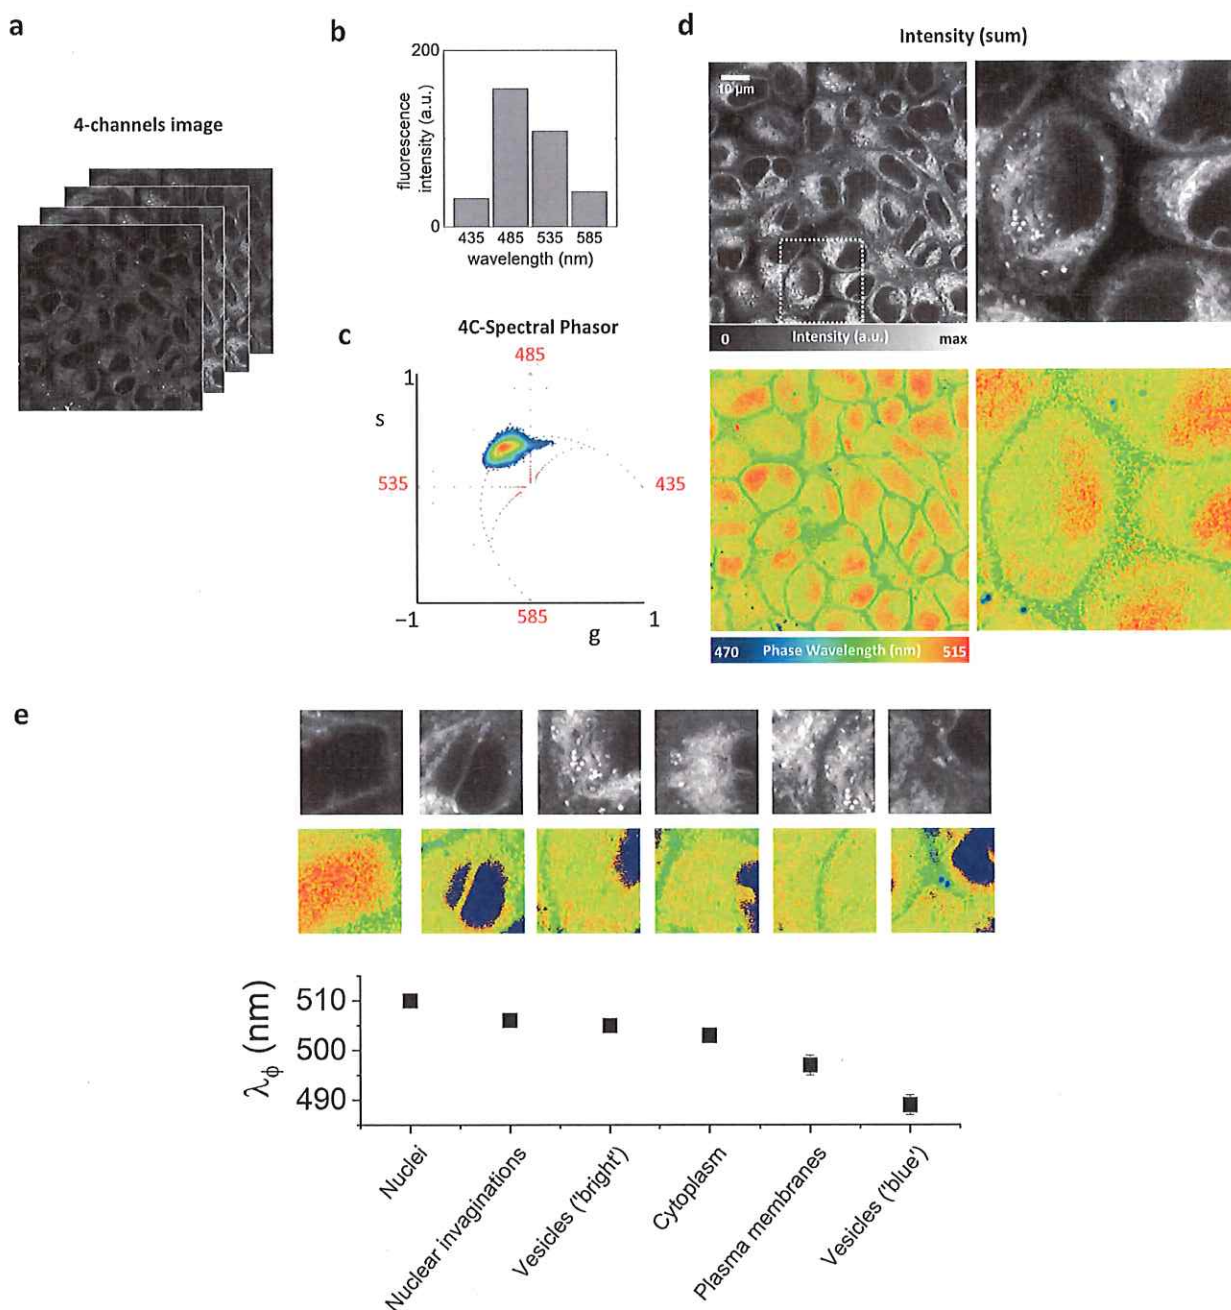 a
4-channels image
b
200
fluorescence
intensity (a.u.)
0
435 485 535 585
wavelength (nm)
c
4C-Spectral Phasor
485
1
s
535
435
−1
585
g
1
d
Intensity (sum)
10 µm
0 Intensity (a.u.) max
470 Phase Wavelength (nm) 515
e
λϕ (nm)
510
500
490
Nuclei
Nuclear invaginations
Vesicles ('bright')
Cytoplasm
Plasma membranes
Vesicles ('blue')